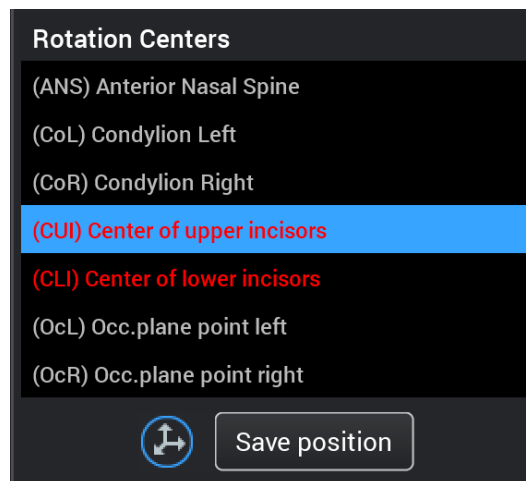 Rotation Centers
(ANS) Anterior Nasal Spine
(CoL) Condylion Left
(CoR) Condylion Right
(CUI) Center of upper incisors
(CLI) Center of lower incisors
(OcL) Occ.plane point left
(OcR) Occ.plane point right
Save position